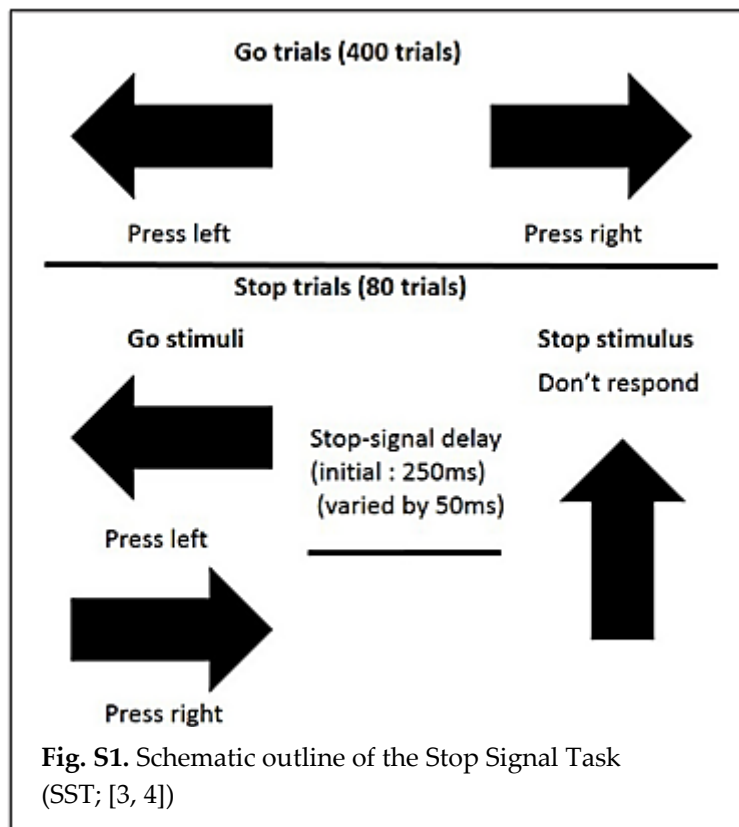 Go trials (400 trials)
Press left
Press right
Stop trials (80 trials)
Go stimuli
Stop stimulus
Don't respond
Stop-signal delay
(initial : 250ms)
(varied by 50ms)
Press left
Press right
Fig. S1. Schematic outline of the Stop Signal Task
(SST; [3, 4])